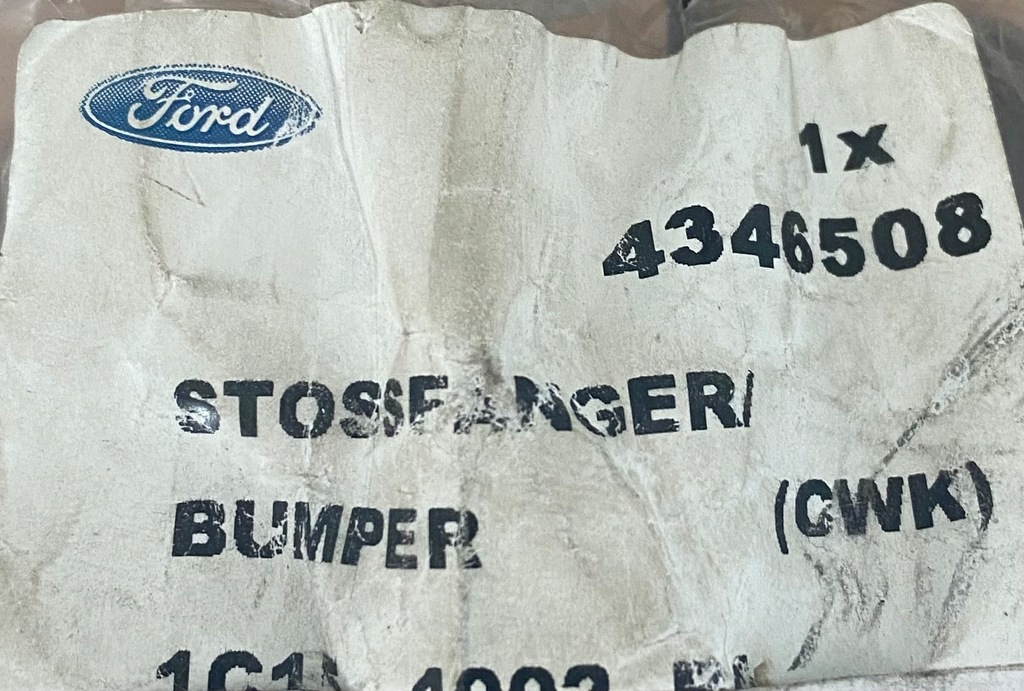 Ford
1x
4346508
STOSSFANGER/
BUMPER (CWK)